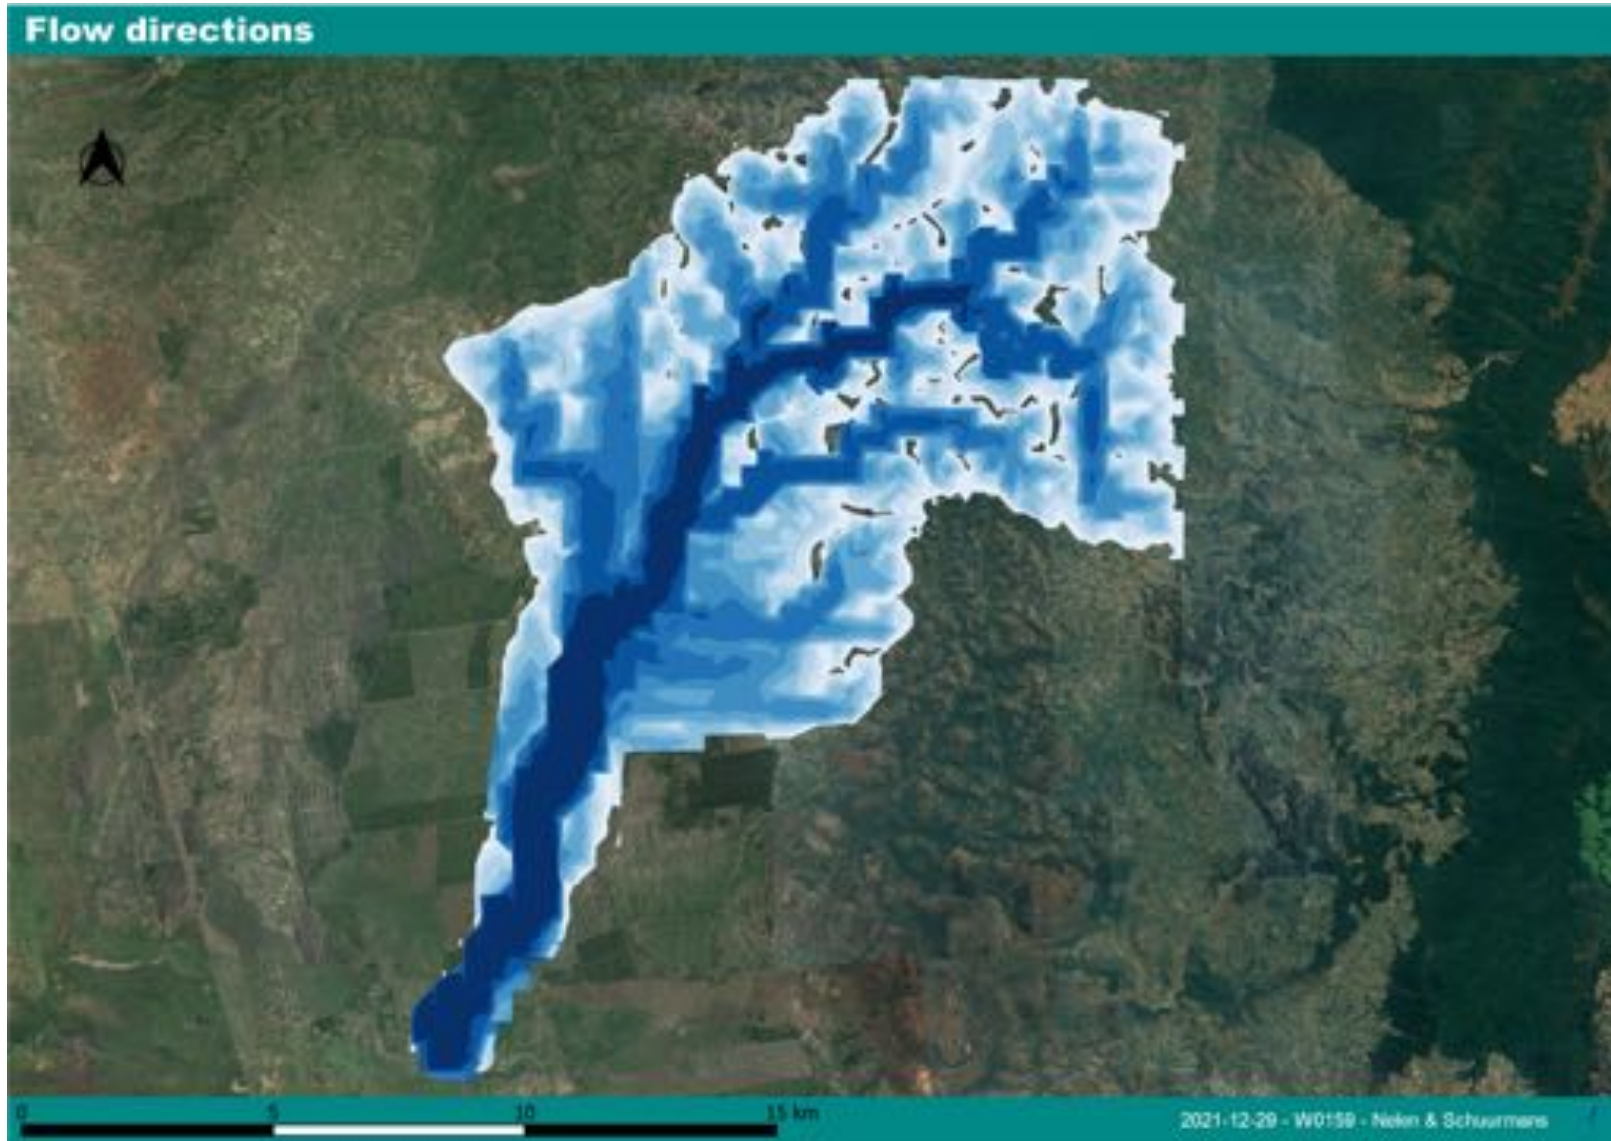 Flow directions
0 5 10 15 km
2021-12-29 - W0159 - Nelen & Schuurmans